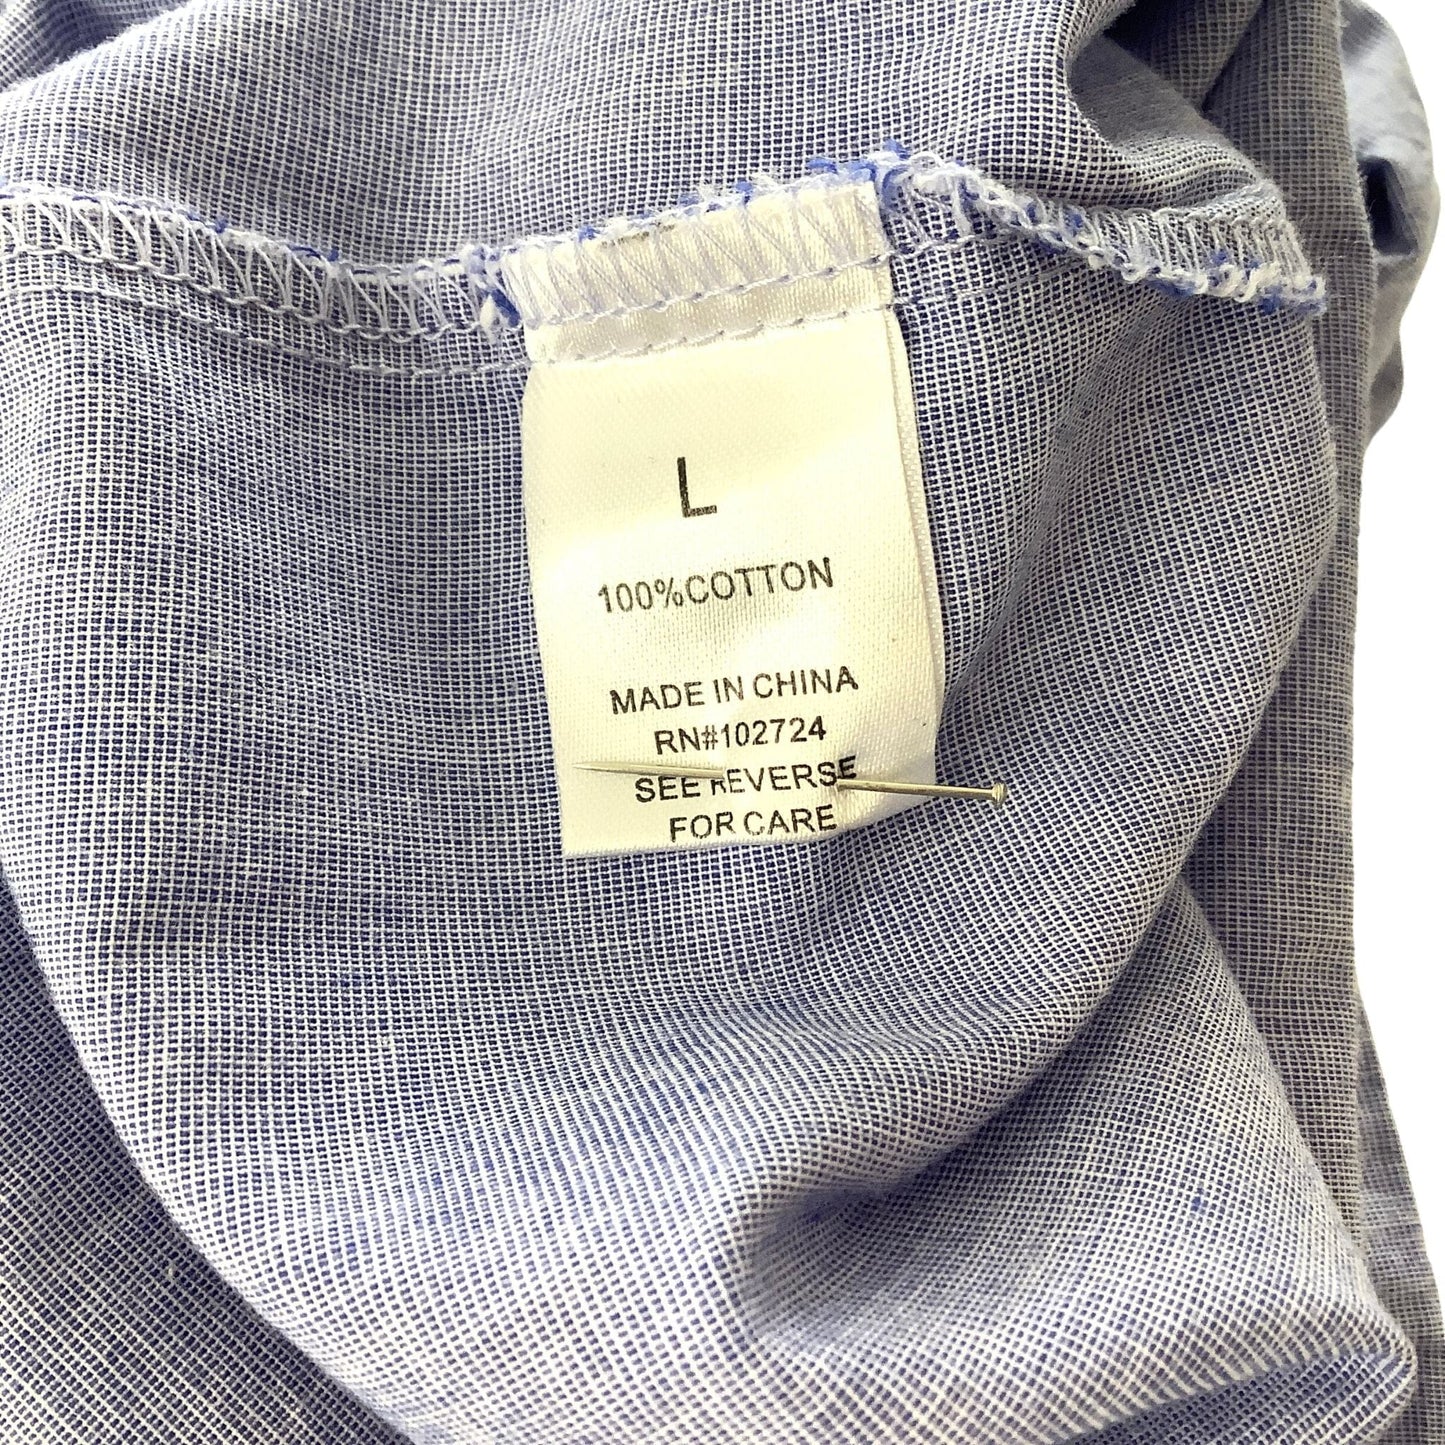 L
100%COTTON
MADE IN CHINA
RN#102724
SEE REVERSE
FOR CARE